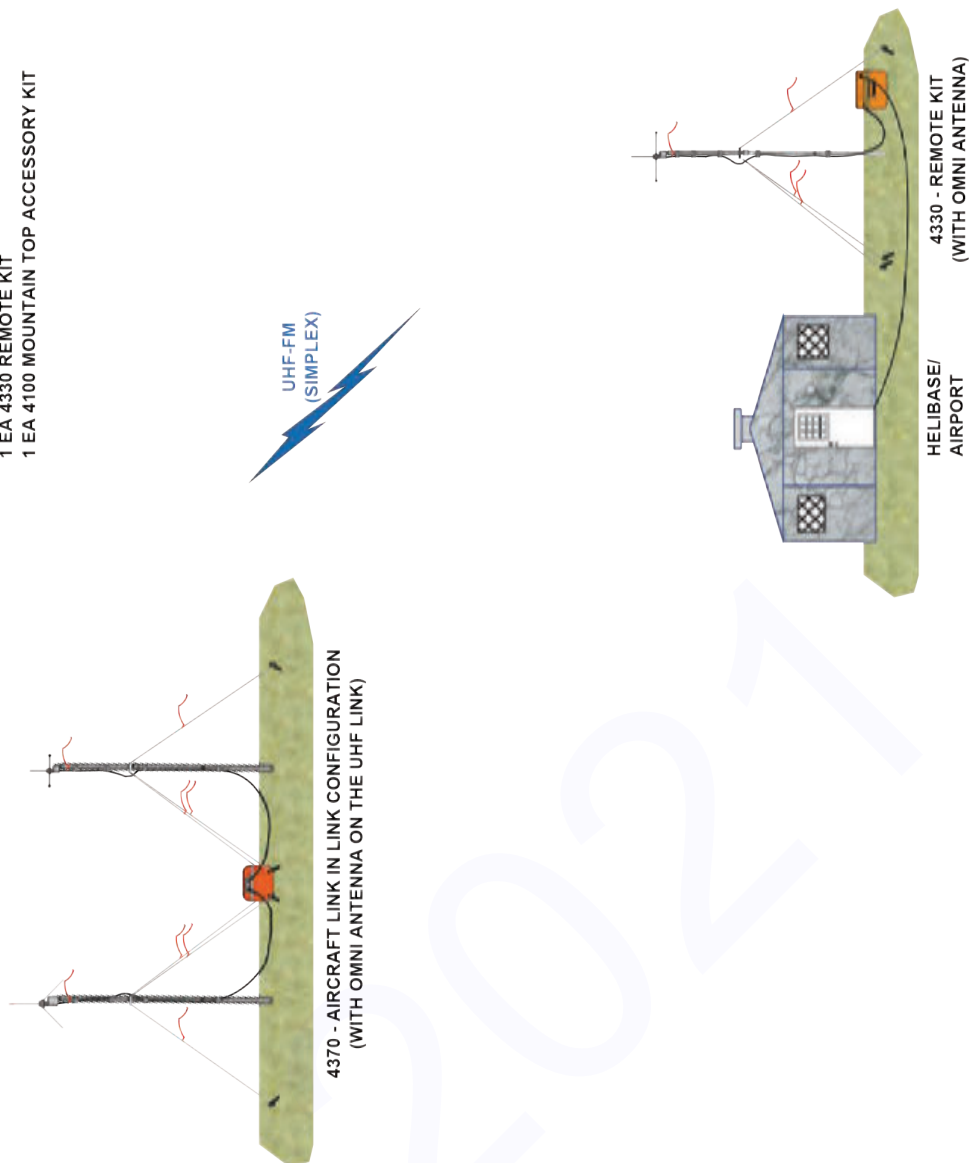 1 EA 4330 REMOTE KIT
1 EA 4100 MOUNTAIN TOP ACCESSORY KIT
UHF-FM
(SIMPLEX)
4370 - AIRCRAFT LINK IN LINK CONFIGURATION
(WITH OMNI ANTENNA ON THE UHF LINK)
HELIBASE/
AIRPORT
4330 - REMOTE KIT
(WITH OMNI ANTENNA)
2021